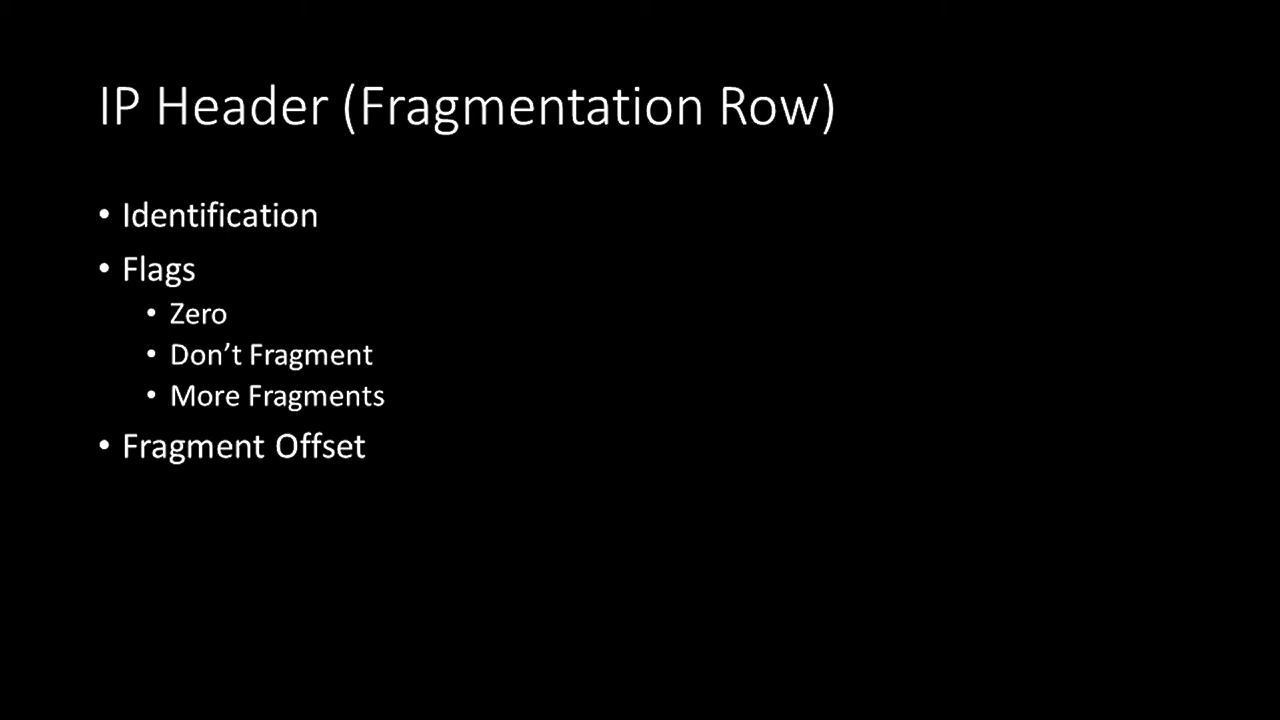 IP Header (Fragmentation Row)
• Identification
• Flags
• Zero
• Don’t Fragment
• More Fragments
• Fragment Offset